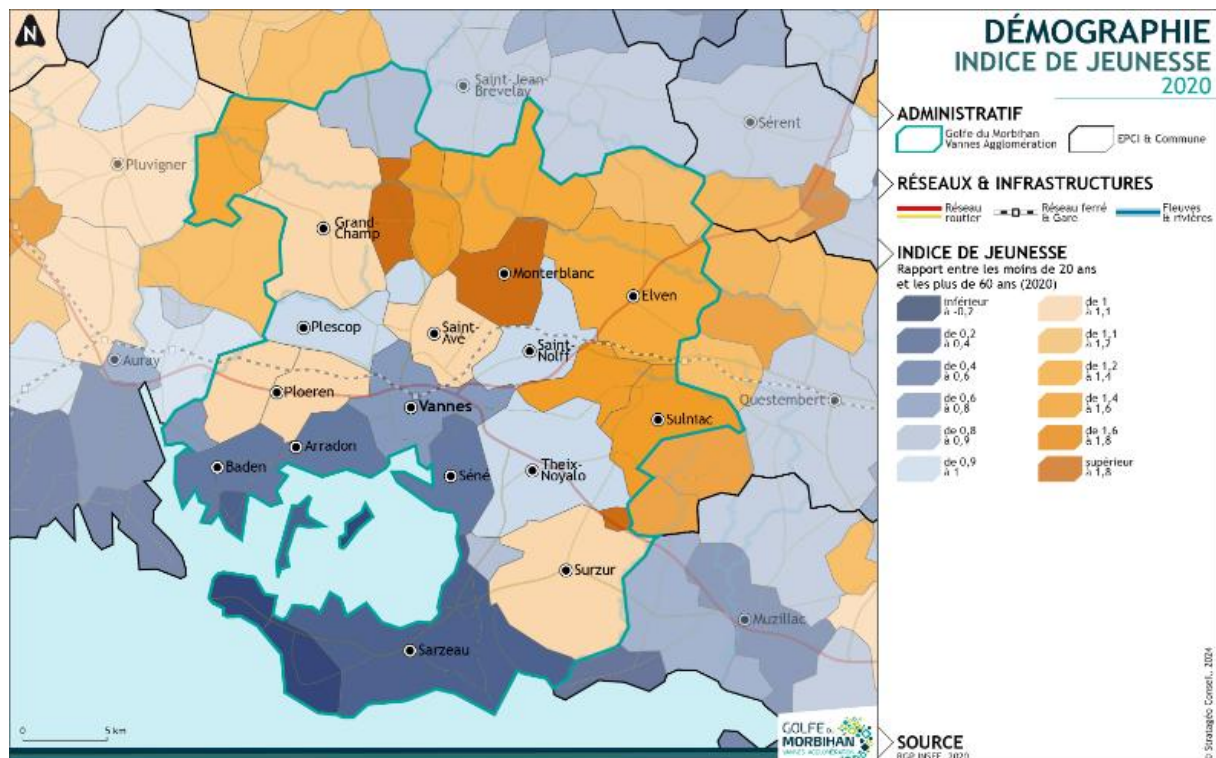 N
DÉMOGRAPHIE
INDICE DE JEUNESSE
2020
ADMINISTRATIF
Golfe du Morbihan
Vannes Agglomération
EPCI & Commune
RÉSEAUX & INFRASTRUCTURES
Réseau
routier
Réseau ferré
& Gare
Fleuves
& rivières
INDICE DE JEUNESSE
Rapport entre les moins de 20 ans
et les plus de 60 ans (2020)
inférieur
de 0,2
à 0,4
de 0,4
à 0,6
de 0,6
à 0,8
de 0,8
à 0,9
de 0,9
à 1
de 1
à 1,1
de 1,1
de 1,2
à 1,4
de 1,4
à 1,6
de 1,6
à 1,8
supérieur
à 1,8
Saint-Jean-
Brévelay
Sérent
Pluvigner
Grand-
Champ
Monterblanc
Elven
Plescop
Saint-
Avé
Saint-
Nolff
Auray
Ploeren
Vannes
Questembert
Sulniac
Arradon
Baden
Séné
Theix-
Noyalo
Surzur
Muzillac
Sarzeau
0
5 km
GOLFE DU
MORBIHAN
VANNES AGGLOMÉRATION
SOURCE
RGP INSEE, 2020
© Stratagéo Conseil, 2024